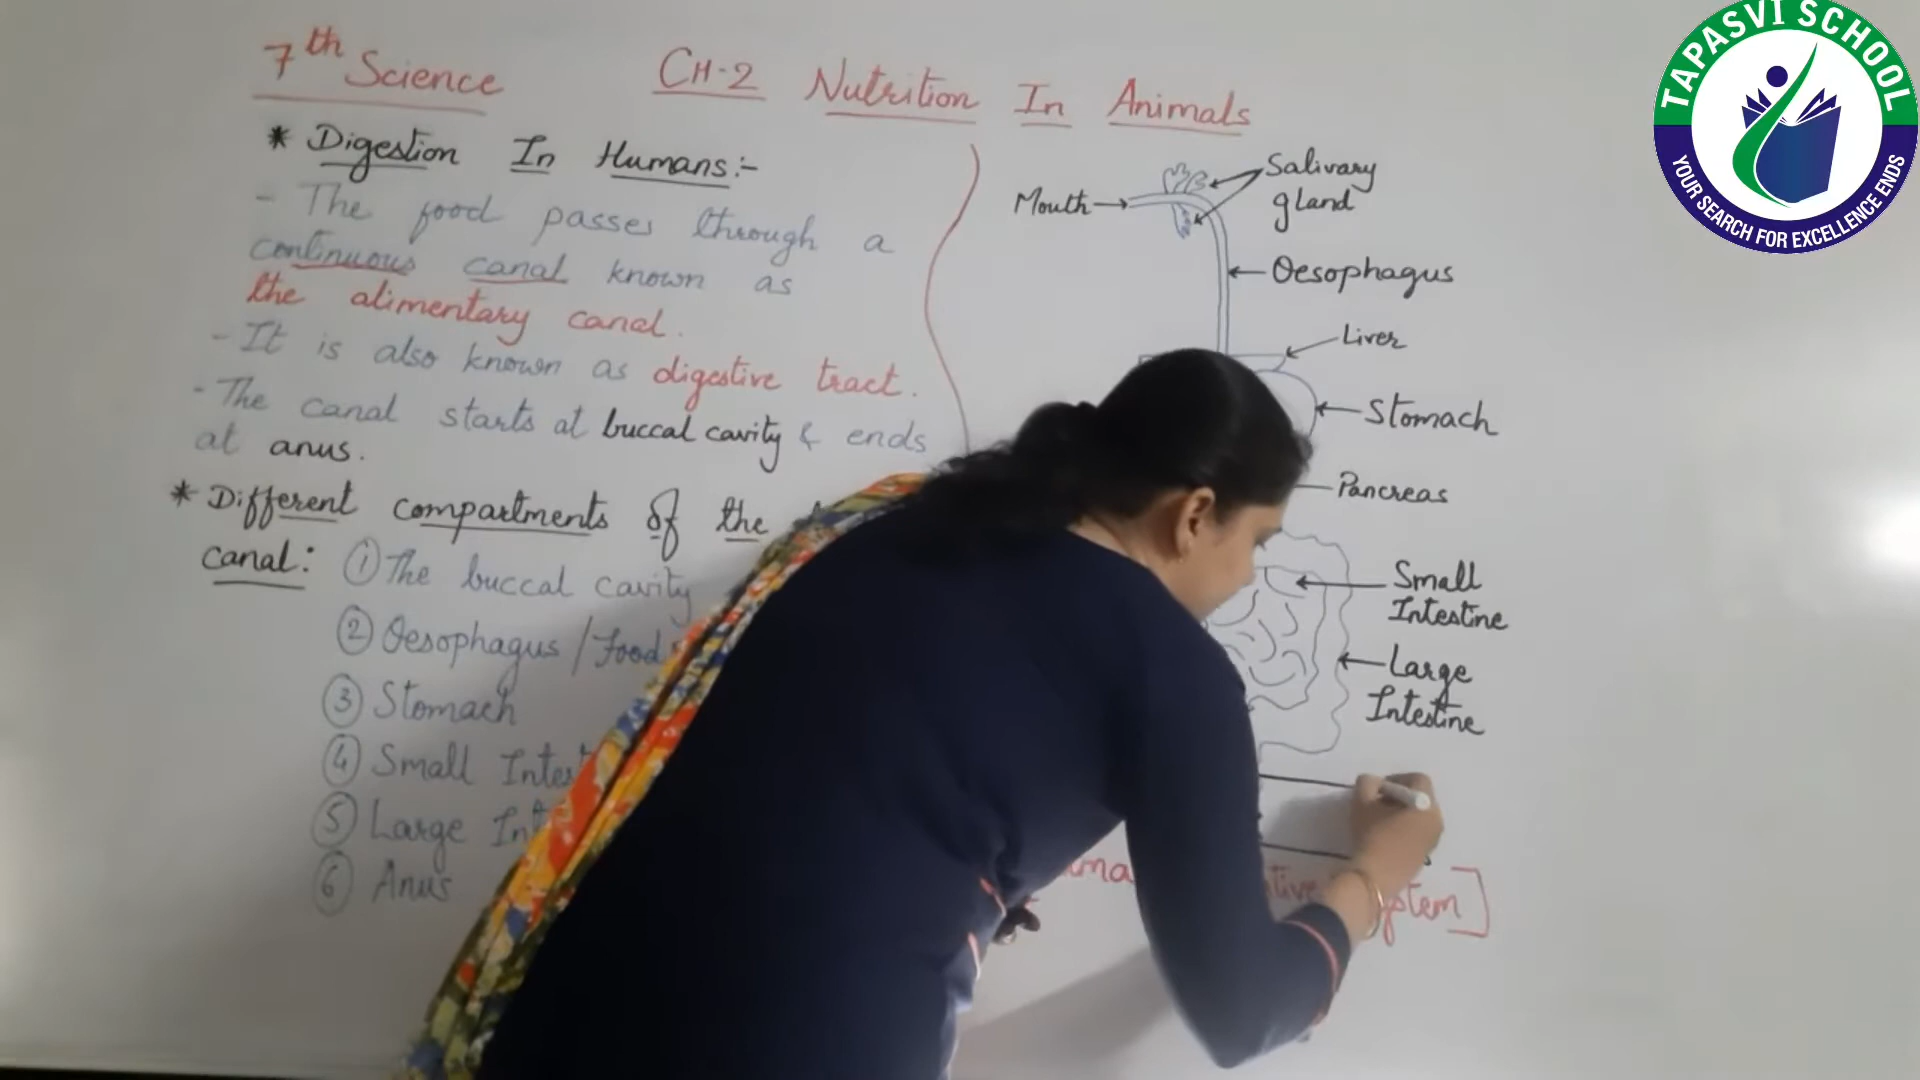 7th Science CH-2 Nutrition In Animals
* Digestion In Humans:-
- The food passes through a
continuous canal known as
the alimentary canal.
- It is also known as digestive tract.
- The canal starts at buccal cavity & ends
at anus.
* Different compartments of the
canal: ① The buccal cavity
② Oesophagus / Food
③ Stomach
④ Small
⑤ Large
⑥ Anus
Salivary
gland
Mouth
Oesophagus
Liver
Stomach
Pancreas
Small
Intestine
Large
Intestine
TAPASVI SCHOOL
YOUR SEARCH FOR EXCELLENCE ENDS